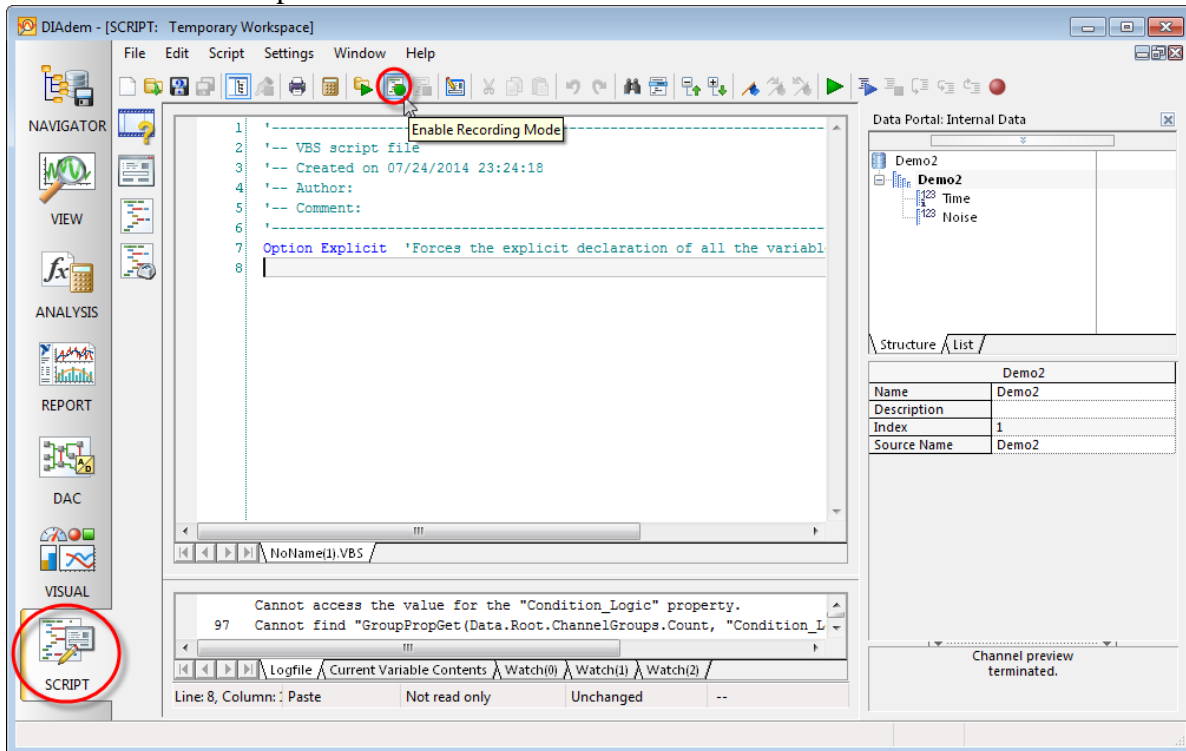 DIAdem - [SCRIPT: Temporary Workspace]
File Edit Script Settings Window Help
NAVIGATOR
VIEW
ANALYSIS
REPORT
DAC
VISUAL
SCRIPT
Enable Recording Mode
1 '------------------------------------------------------------
2 '-- VBS script file
3 '-- Created on 07/24/2014 23:24:18
4 '-- Author:
5 '-- Comment:
6 '------------------------------------------------------------
7 Option Explicit 'Forces the explicit declaration of all the variabl
8
NoName(1).VBS
Cannot access the value for the "Condition_Logic" property.
97 Cannot find "GroupPropGet(Data.Root.ChannelGroups.Count, "Condition_L
Logfile Current Variable Contents Watch(0) Watch(1) Watch(2)
Line: 8, Column: Paste Not read only Unchanged --
Data Portal: Internal Data
Demo2
Demo2
Time
Noise
Structure List
Demo2
Name Demo2
Description
Index 1
Source Name Demo2
Channel preview
terminated.